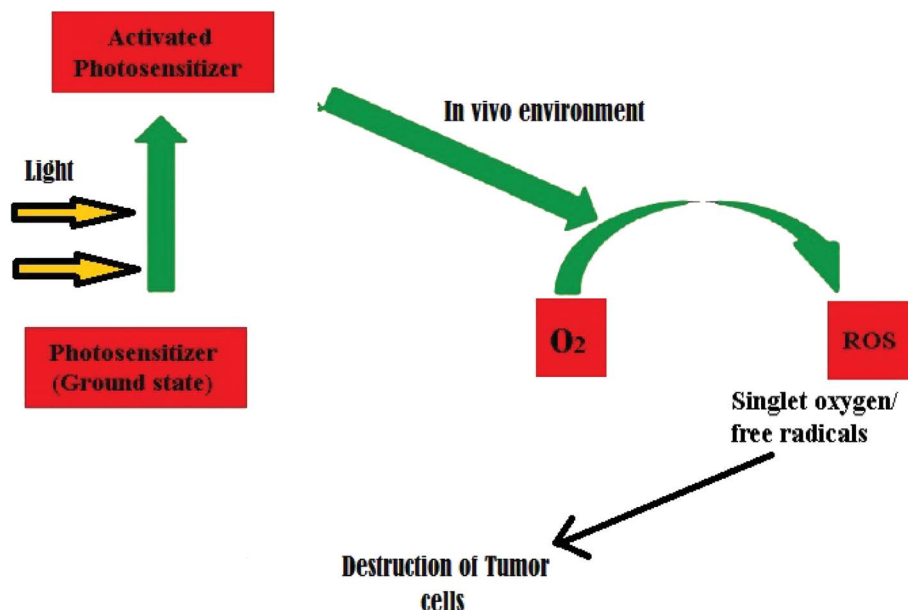 Activated
Photosensitizer
In vivo environment
Light
Photosensitizer
(Ground state)
O₂
ROS
Singlet oxygen/
free radicals
Destruction of Tumor
cells